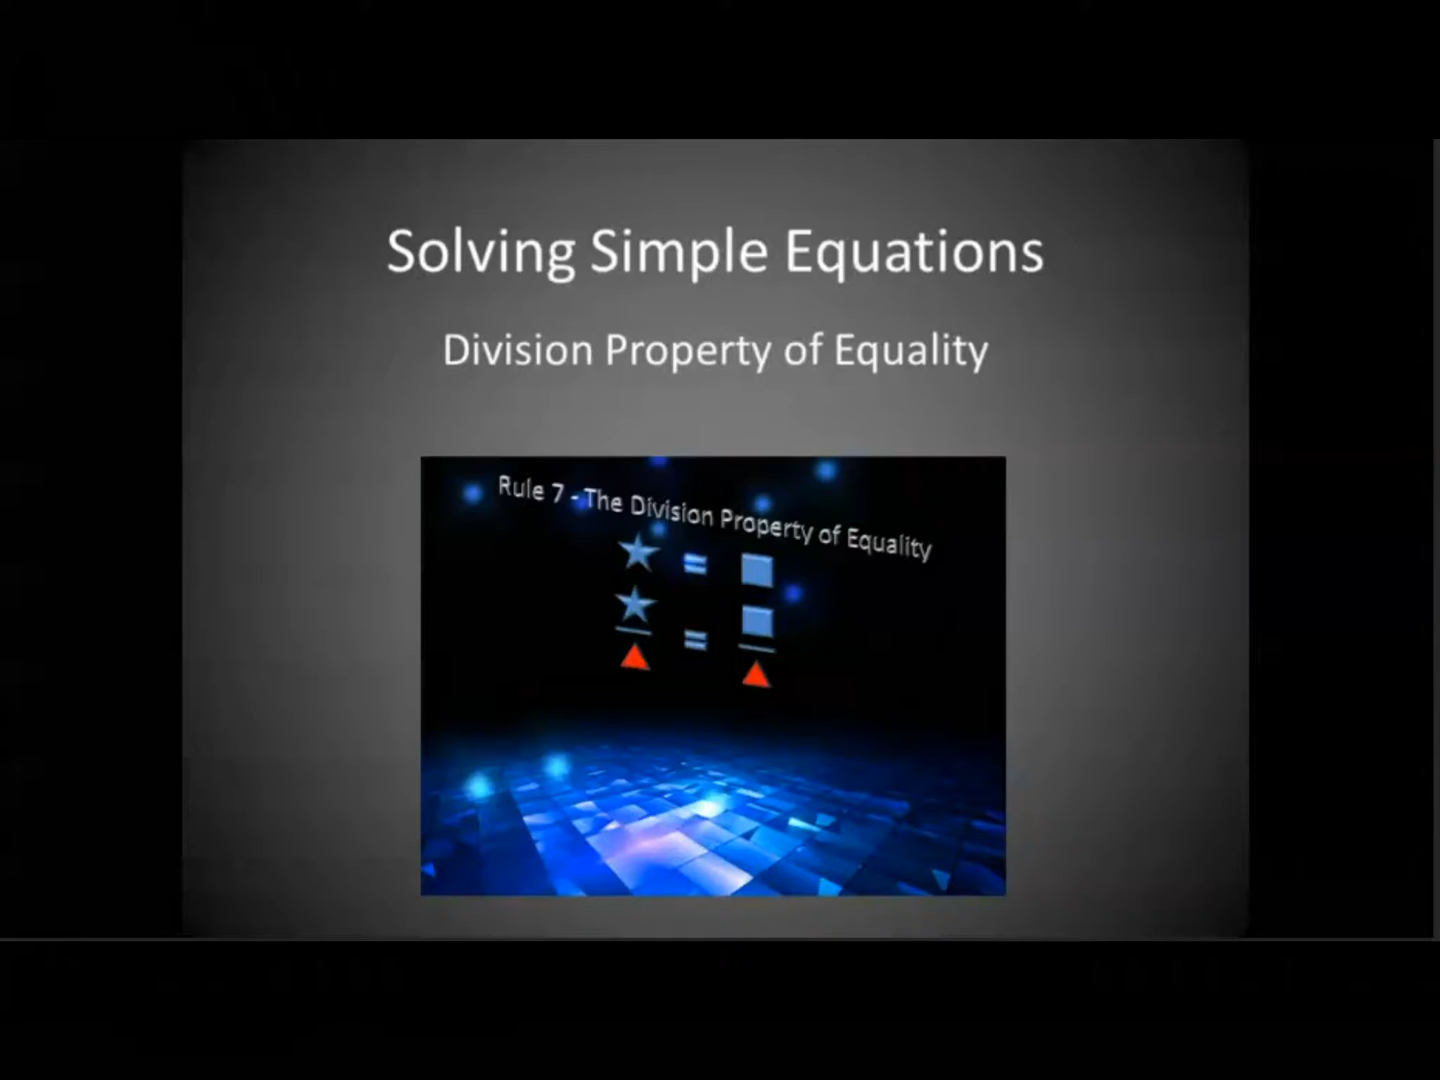 Solving Simple Equations
Division Property of Equality
Rule 7 - The Division Property of Equality
=
=